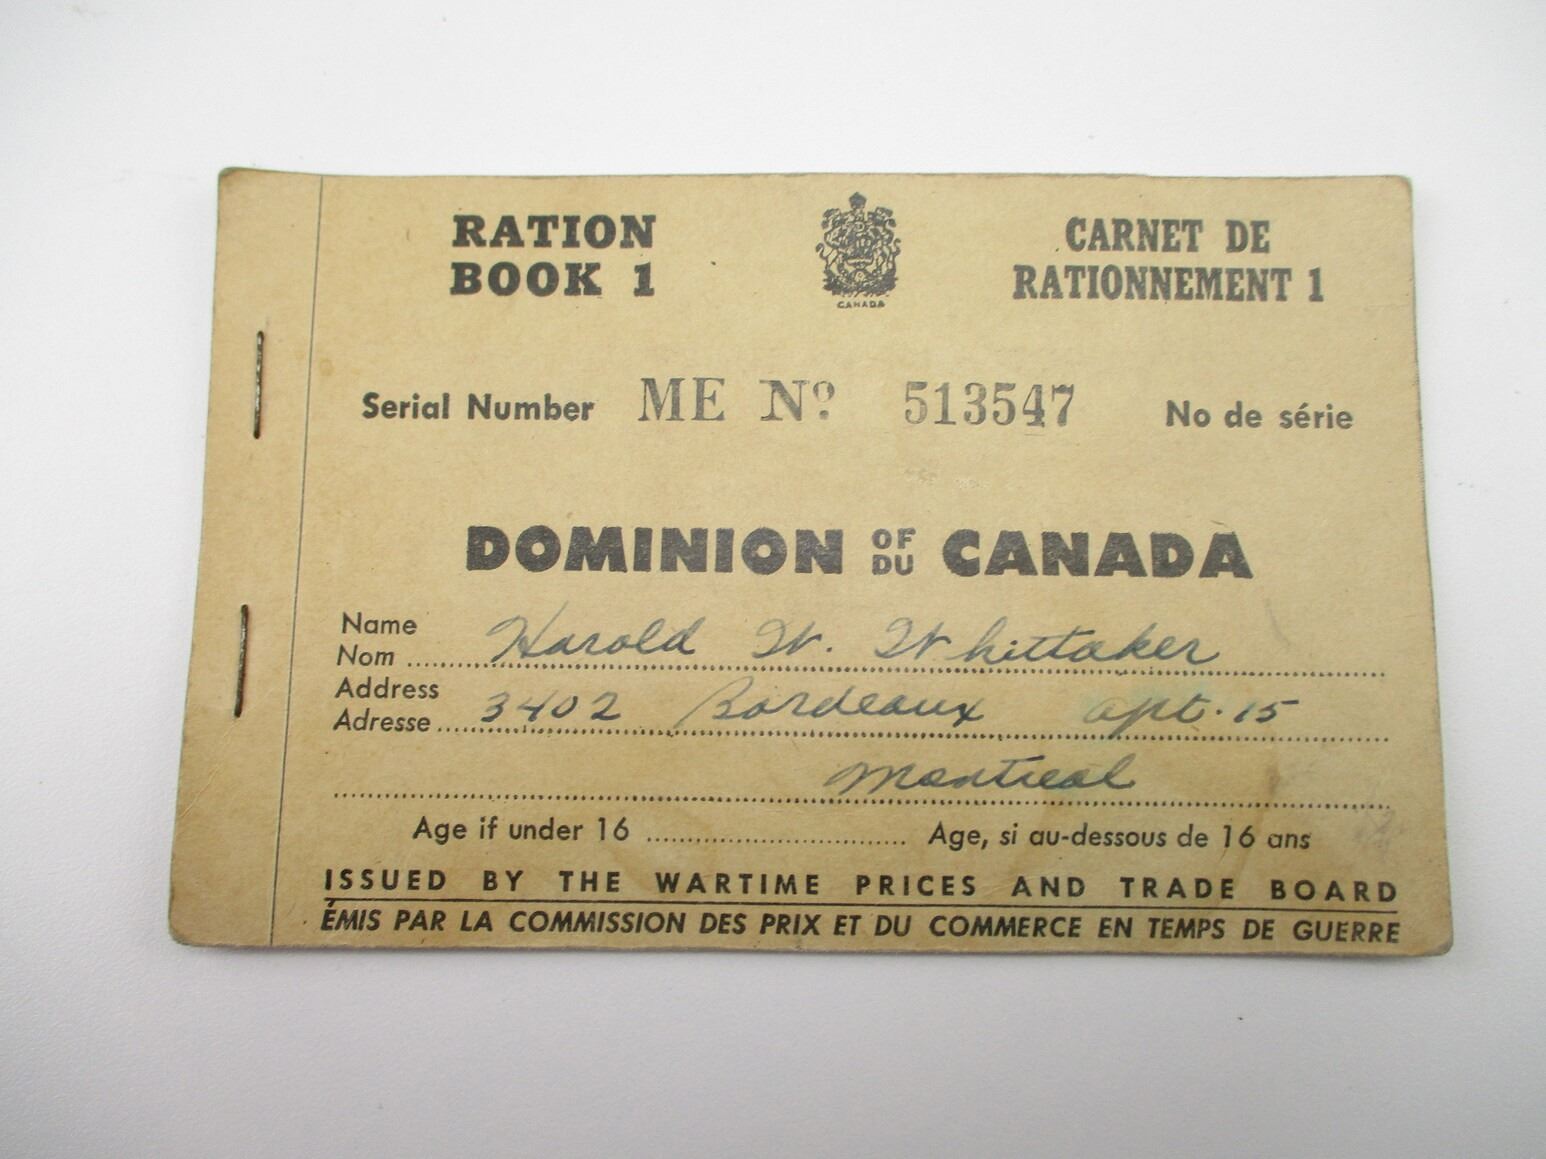 RATION
BOOK 1
CANADA
CARNET DE
RATIONNEMENT 1
Serial Number ME Nº 513547 No de série
DOMINION OF DU CANADA
Name
Nom Harold W. Whittaker
Address
Adresse 3402 Bordeaux apt. 15
Montreal
Age if under 16 Age, si au-dessous de 16 ans
ISSUED BY THE WARTIME PRICES AND TRADE BOARD
ÉMIS PAR LA COMMISSION DES PRIX ET DU COMMERCE EN TEMPS DE GUERRE